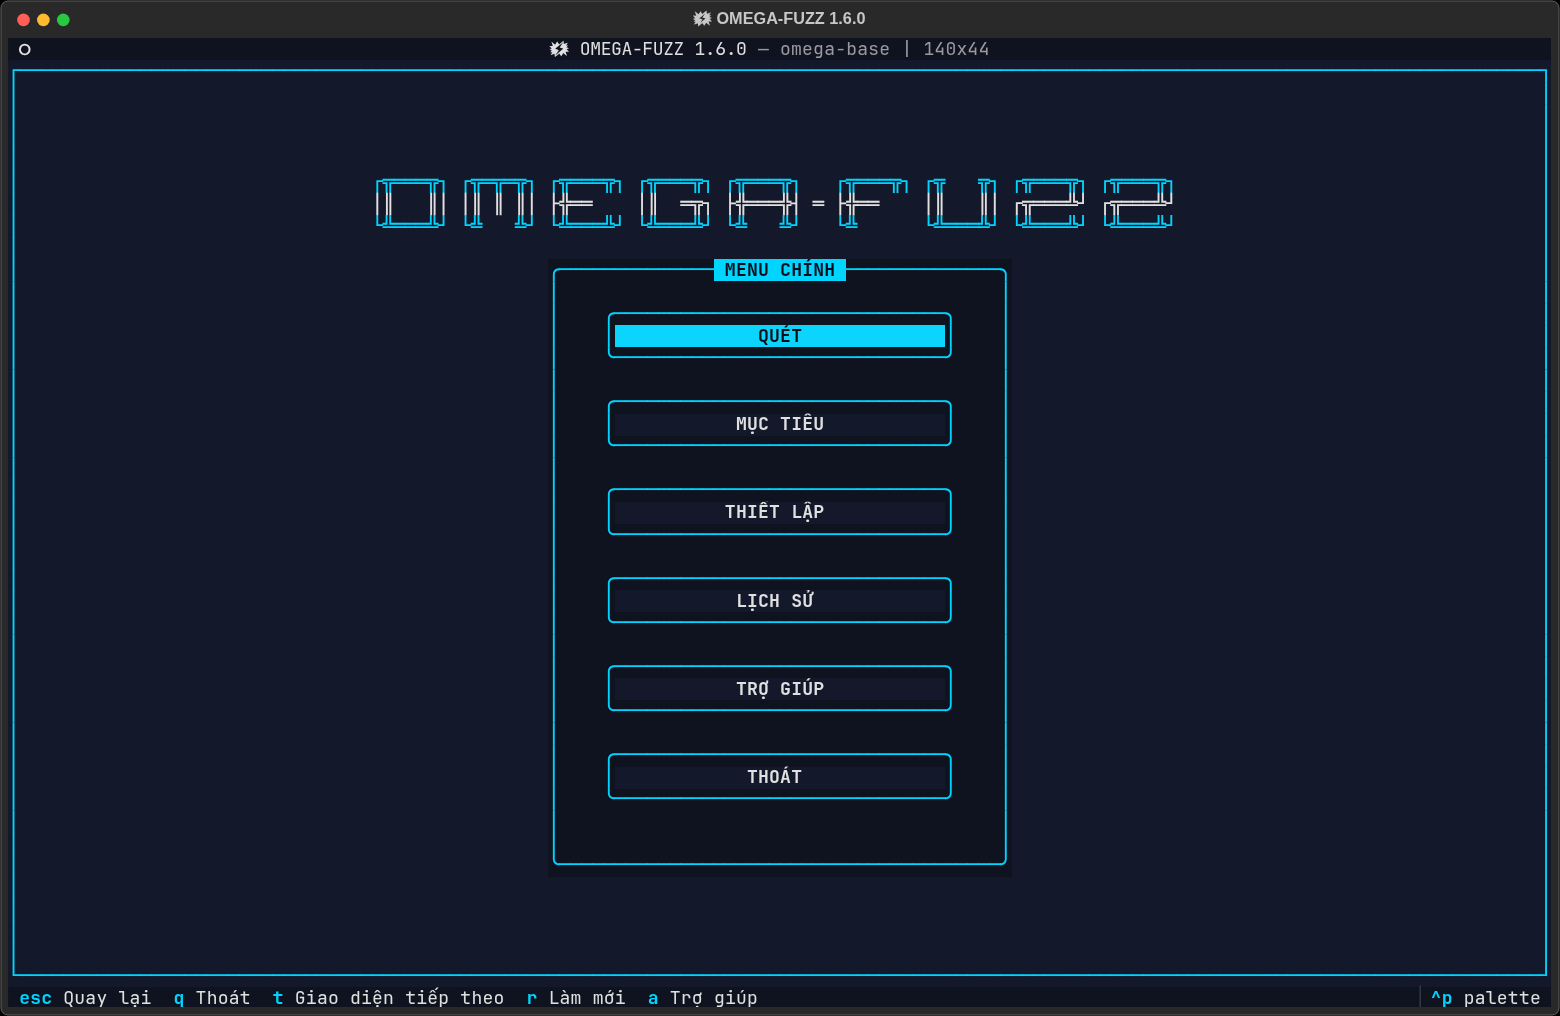 OMEGA-FUZZ 1.6.0
OMEGA-FUZZ 1.6.0 — omega-base | 140x44
OMEGA-FUZZ
MENU CHÍNH
QUÉT
MỤC TIÊU
THIẾT LẬP
LỊCH SỬ
TRỢ GIÚP
THOÁT
esc Quay lại q Thoát t Giao diện tiếp theo r Làm mới a Trợ giúp ^p palette